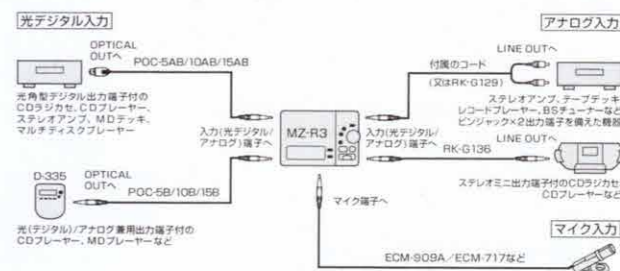 光デジタル入力
OPTICAL
OUTへ
POC-5AB/10AB/15AB
光角型デジタル出力端子付の
CDラジカセ、CDプレーヤー、
ステレオアンプ、MDデッキ、
マルチディスクプレーヤー
入力(光デジタル/
アナログ)端子へ
D-335
OPTICAL
OUTへ
POC-5B/10B/15B
光(デジタル)/アナログ兼用出力端子付の
CDプレーヤー、MDプレーヤーなど
MZ-R3
アナログ入力
LINE OUTへ
付属のコード
(又はRK-G129)
ステレオアンプ、テープデッキ
レコードプレーヤー、BSチューナーなど
ピンジャック×2出力端子を備えた機器
入力(光デジタル/
アナログ)端子へ
LINE OUTへ
RK-G136
ステレオミニ出力端子付のCDラジカセ
CDプレーヤーなど
マイク端子へ
マイク入力
ECM-909A/ECM-717など